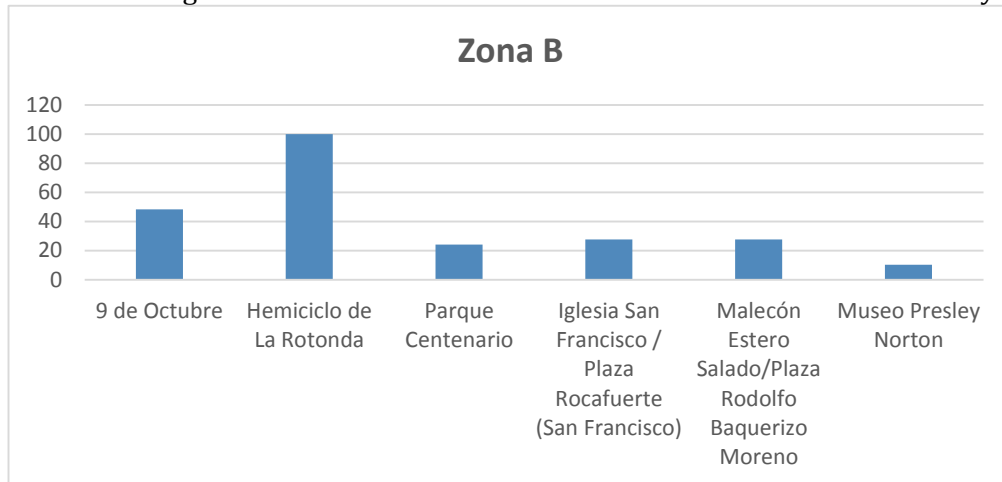 Zona B
120
100
80
60
40
20
0
9 de Octubre
Hemiciclo de
La Rotonda
Parque
Centenario
Iglesia San
Francisco /
Plaza
Rocafuerte
(San Francisco)
Malecón
Estero
Salado/Plaza
Rodolfo
Baquerizo
Moreno
Museo Presley
Norton